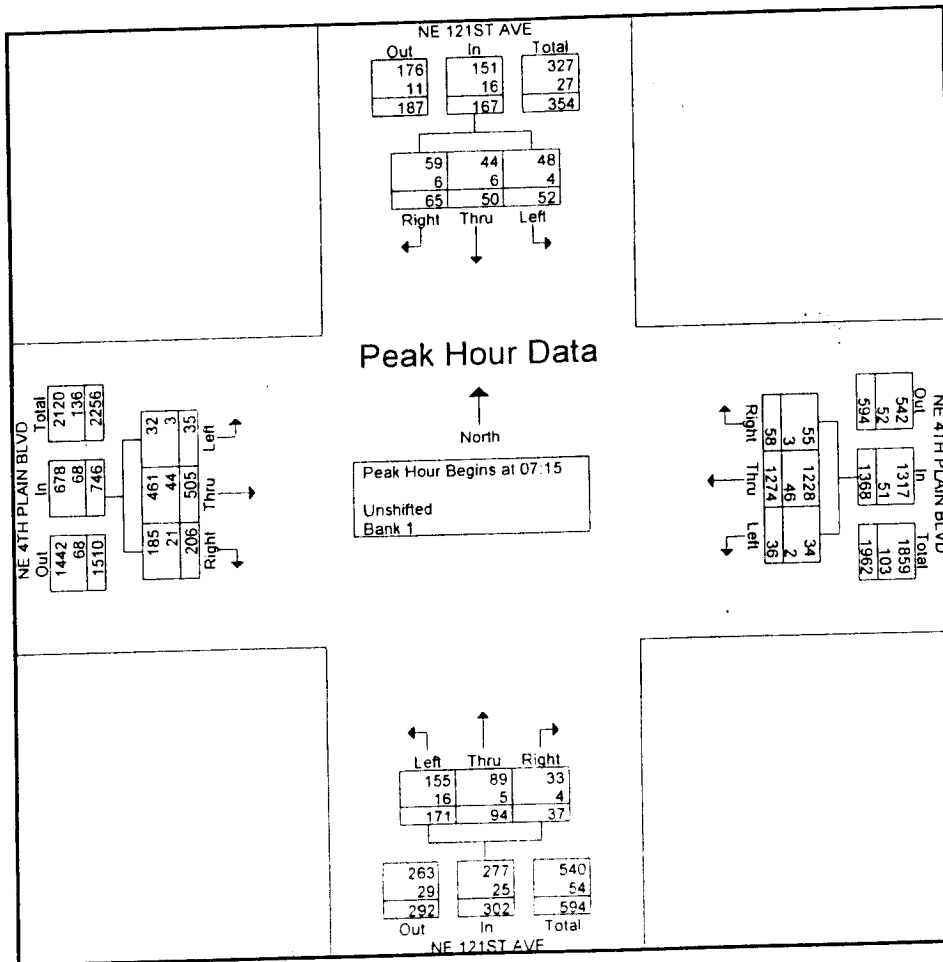 NE 121ST AVE
Out In Total
176 151 327
11 16 27
187 167 354
59 44 48
6 6 4
65 50 52
Right Thru Left
Peak Hour Data
North
Peak Hour Begins at 07:15
Unshifted
Bank 1
NE 4TH PLAIN BLVD
Total In Out
2120 678 1442
136 68 68
2256 746 1510
32 461 185
3 44 21
35 505 206
Left Thru Right
NE 4TH PLAIN BLVD
Out In Total
542 1317 1859
52 51 103
594 1368 1962
55 1228 34
3 46 2
58 1274 36
Right Thru Left
Left Thru Right
155 89 33
16 5 4
171 94 37
263 277 540
29 25 54
292 302 594
Out In Total
NE 121ST AVE